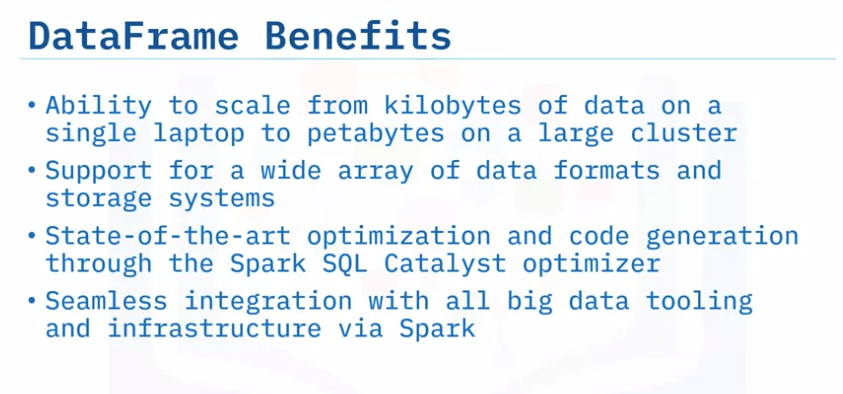 DataFrame Benefits
• Ability to scale from kilobytes of data on a
single laptop to petabytes on a large cluster
• Support for a wide array of data formats and
storage systems
• State-of-the-art optimization and code generation
through the Spark SQL Catalyst optimizer
• Seamless integration with all big data tooling
and infrastructure via Spark